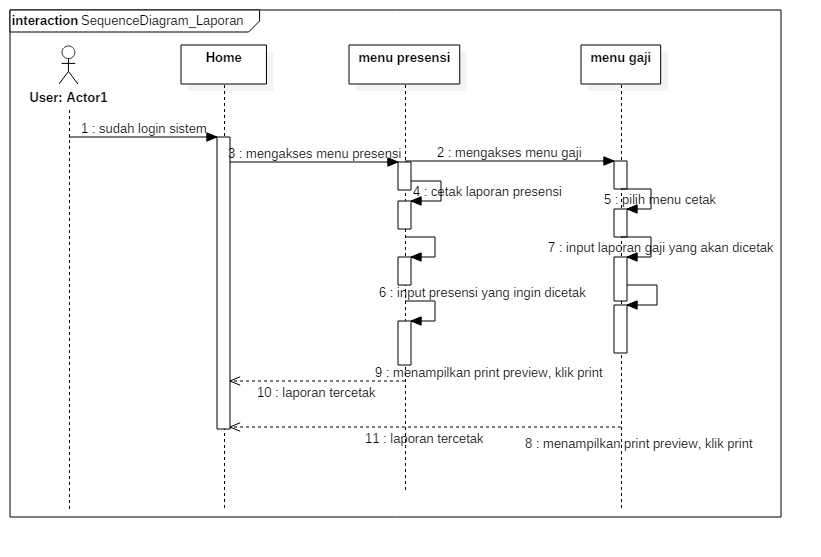 interaction SequenceDiagram_Laporan
Home
menu presensi
menu gaji
User: Actor1
1 : sudah login sistem
3 : mengakses menu presensi
2 : mengakses menu gaji
4 : cetak laporan presensi
5 : pilih menu cetak
7 : input laporan gaji yang akan dicetak
6 : input presensi yang ingin dicetak
9 : menampilkan print preview, klik print
10 : laporan tercetak
11 : laporan tercetak
8 : menampilkan print preview, klik print